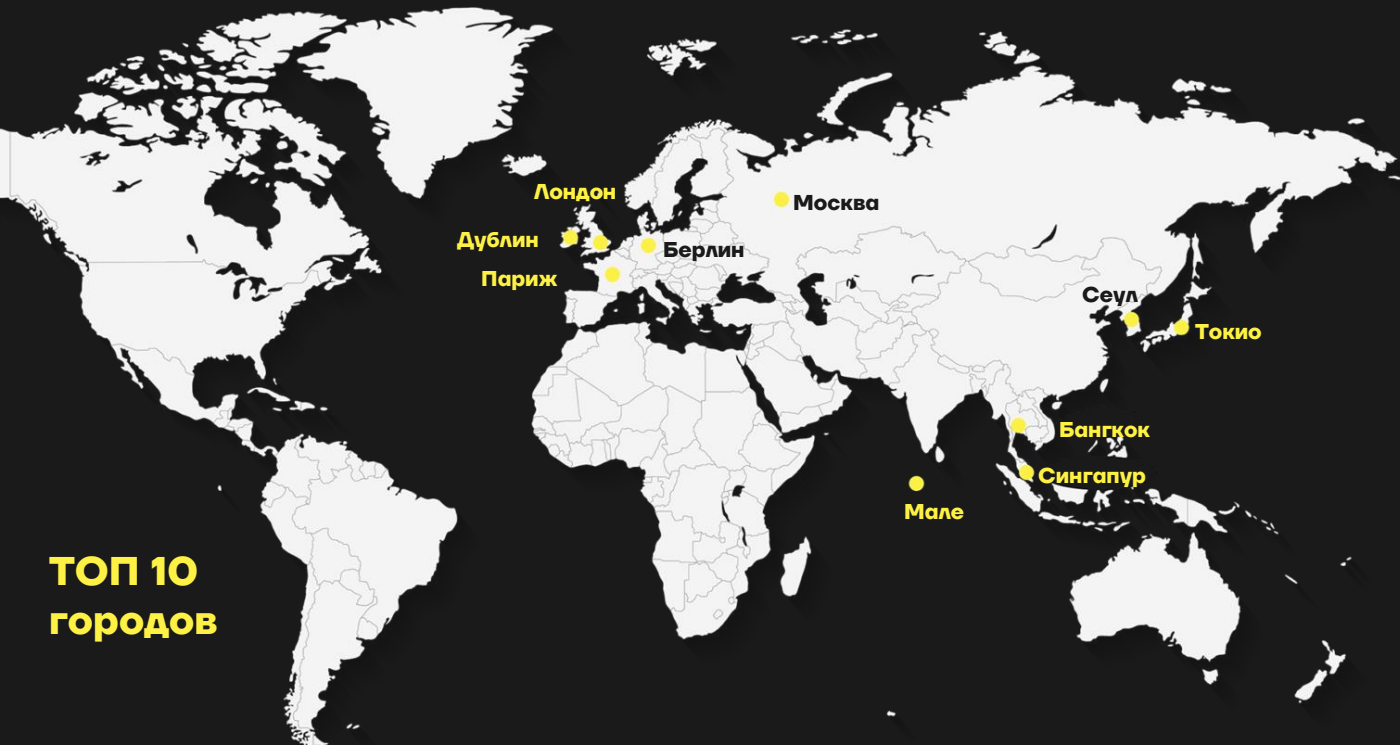 Лондон
Москва
Дублин
Берлин
Париж
Сеул
Токио
Бангкок
Сингапур
Мале
ТОП 10
городов